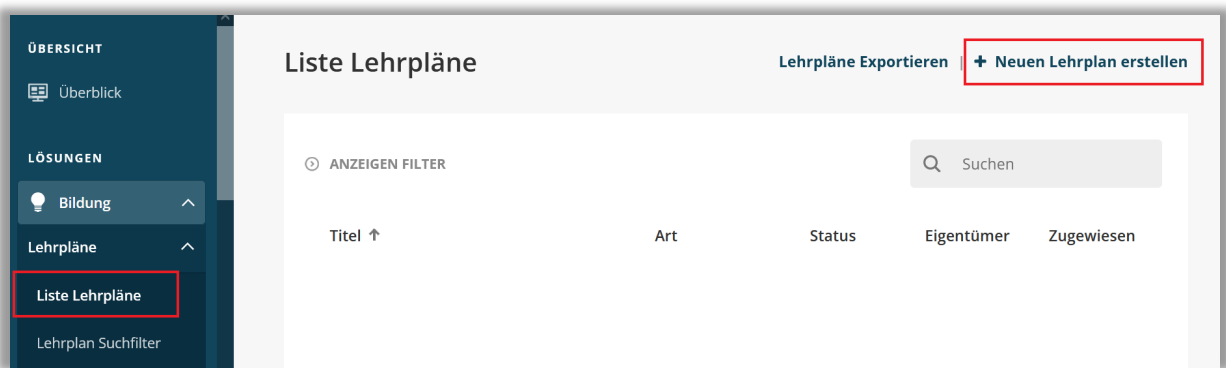 ÜBERSICHT
Überblick
LÖSUNGEN
Bildung
Lehrpläne
Liste Lehrpläne
Lehrplan Suchfilter
Liste Lehrpläne
Lehrpläne Exportieren | + Neuen Lehrplan erstellen
ANZEIGEN FILTER
Suchen
Titel ↑ Art Status Eigentümer Zugewiesen